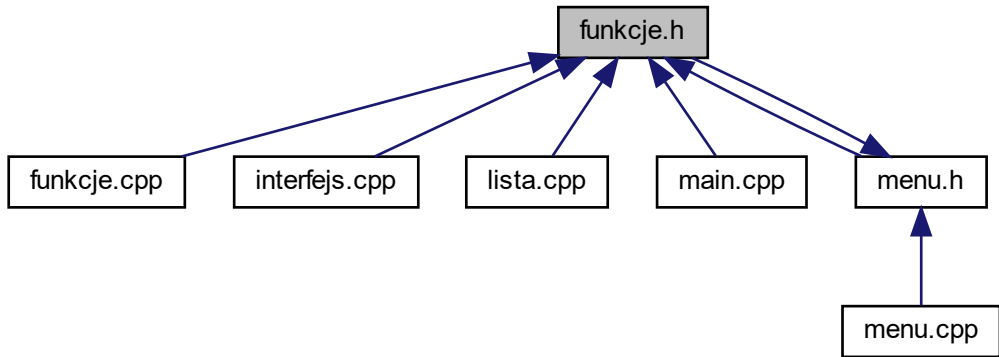 funkcje.h
funkcje.cpp
interfejs.cpp
lista.cpp
main.cpp
menu.h
menu.cpp